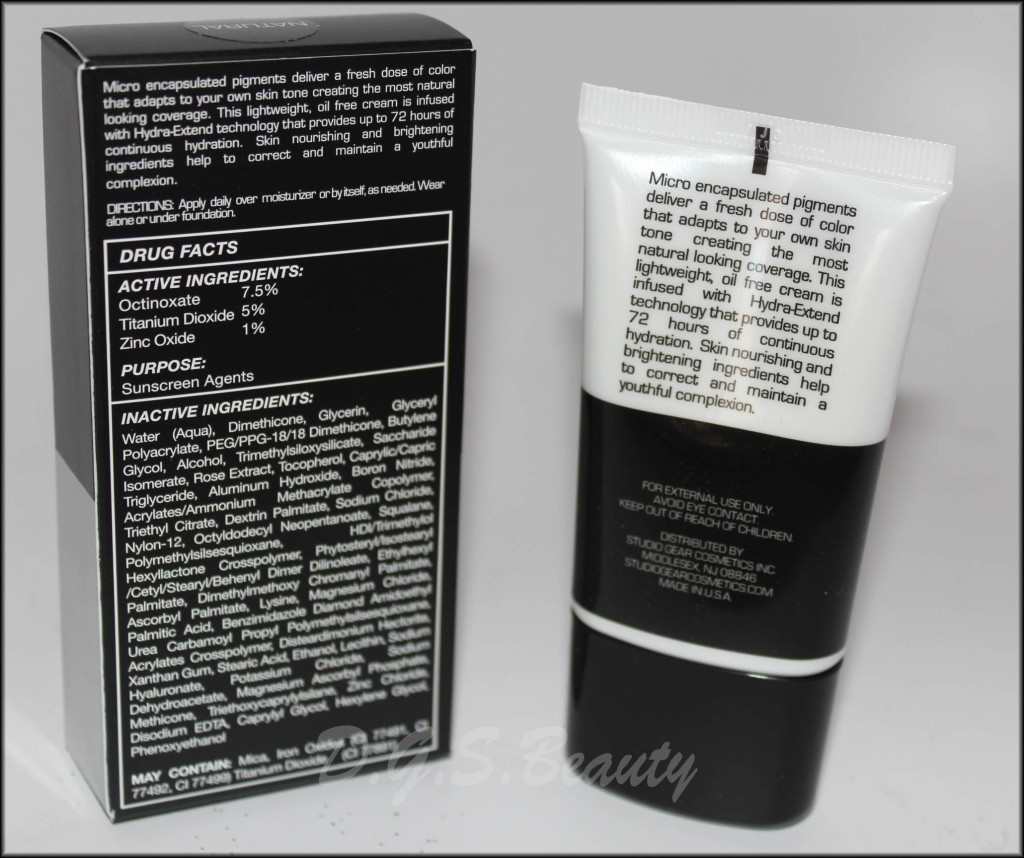 NATURAL
Micro encapsulated pigments deliver a fresh dose of color
that adapts to your own skin tone creating the most natural
looking coverage. This lightweight, oil free cream is infused
with Hydra-Extend technology that provides up to 72 hours of
continuous hydration. Skin nourishing and brightening
ingredients help to correct and maintain a youthful
complexion.
DIRECTIONS: Apply daily over moisturizer or by itself, as needed. Wear
alone or under foundation.
DRUG FACTS
ACTIVE INGREDIENTS:
Octinoxate 7.5%
Titanium Dioxide 5%
Zinc Oxide 1%
PURPOSE:
Sunscreen Agents
INACTIVE INGREDIENTS:
Water (Aqua), Dimethicone, Glycerin, Glyceryl
Polyacrylate, PEG/PPG-18/18 Dimethicone, Butylene
Glycol, Alcohol, Trimethylsiloxysilicate, Saccharide
Isomerate, Rose Extract, Tocopherol, Caprylic/Capric
Triglyceride, Aluminum Hydroxide, Boron Nitride,
Acrylates/Ammonium Methacrylate Copolymer,
Triethyl Citrate, Dextrin Palmitate, Sodium Chloride,
Nylon-12, Octyldodecyl Neopentanoate, Squalane,
Polymethylsilsesquioxane, HDI/Trimethylol
Hexyllactone Crosspolymer, Phytosteryl/Isostearyl
/Cetyl/Stearyl/Behenyl Dimer Dilinoleate, Ethylhexyl
Palmitate, Dimethylmethoxy Chromanyl Palmitate,
Ascorbyl Palmitate, Lysine, Magnesium Chloride,
Palmitic Acid, Benzimidazole Diamond Amidoethyl
Urea Carbamoyl Propyl Polymethylsilsesquioxane,
Acrylates Crosspolymer, Disteardimonium Hectorite,
Xanthan Gum, Stearic Acid, Ethanol, Lecithin, Sodium
Hyaluronate, Potassium Chloride, Sodium
Dehydroacetate, Magnesium Ascorbyl Phosphate,
Methicone, Triethoxycaprylylsilane, Zinc Chloride,
Disodium EDTA, Caprylyl Glycol, Hexylene Glycol,
Phenoxyethanol
MAY CONTAIN: Mica, Iron Oxides (CI 77491, CI
77492, CI 77499) Titanium Dioxide (CI 77891)
Micro encapsulated pigments
deliver a fresh dose of color
that adapts to your own skin
tone creating the most
natural looking coverage. This
lightweight, oil free cream is
infused with Hydra-Extend
technology that provides up to
72 hours of continuous
hydration. Skin nourishing and
brightening ingredients help
to correct and maintain a
youthful complexion.
FOR EXTERNAL USE ONLY.
AVOID EYE CONTACT.
KEEP OUT OF REACH OF CHILDREN.
DISTRIBUTED BY
STUDIO GEAR COSMETICS INC.
MIDDLESEX, NJ 08846
STUDIOGEARCOSMETICS.COM
MADE IN U.S.A.
D.G.S.Beauty